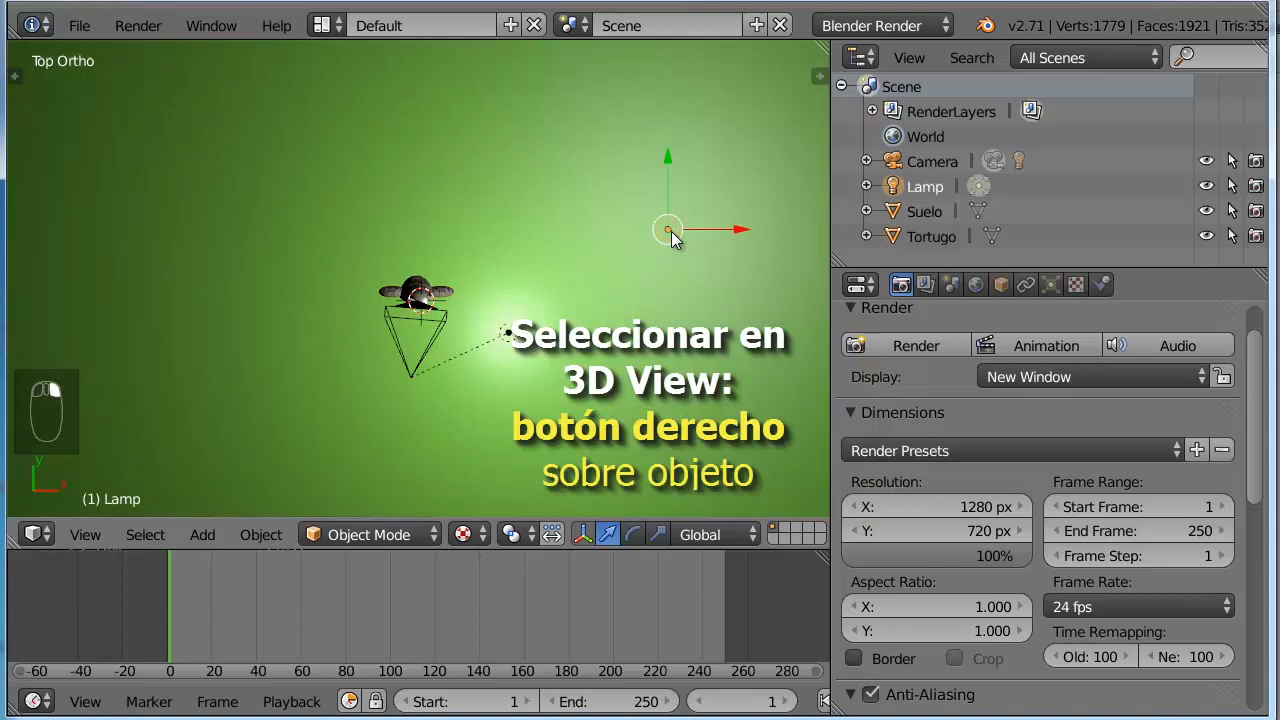 File Render Window Help Default Scene Blender Render v2.71 | Verts:1779 | Faces:1921 | Tris:352
Top Ortho
View Search All Scenes
Scene
RenderLayers
World
Camera
Lamp
Suelo
Tortugo
Seleccionar en
3D View:
botón derecho
sobre objeto
y
x
(1) Lamp
Render
Render Animation Audio
Display: New Window
Dimensions
Render Presets
Resolution: Frame Range:
X: 1280 px Start Frame: 1
Y: 720 px End Frame: 250
100% Frame Step: 1
Aspect Ratio: Frame Rate:
X: 1.000 24 fps
Y: 1.000 Time Remapping:
Border Crop Old: 100 Ne: 100
Anti-Aliasing
View Select Add Object Object Mode Global
-60 -40 -20 0 20 40 60 80 100 120 140 160 180 200 220 240 260 280
View Marker Frame Playback Start: 1 End: 250 1